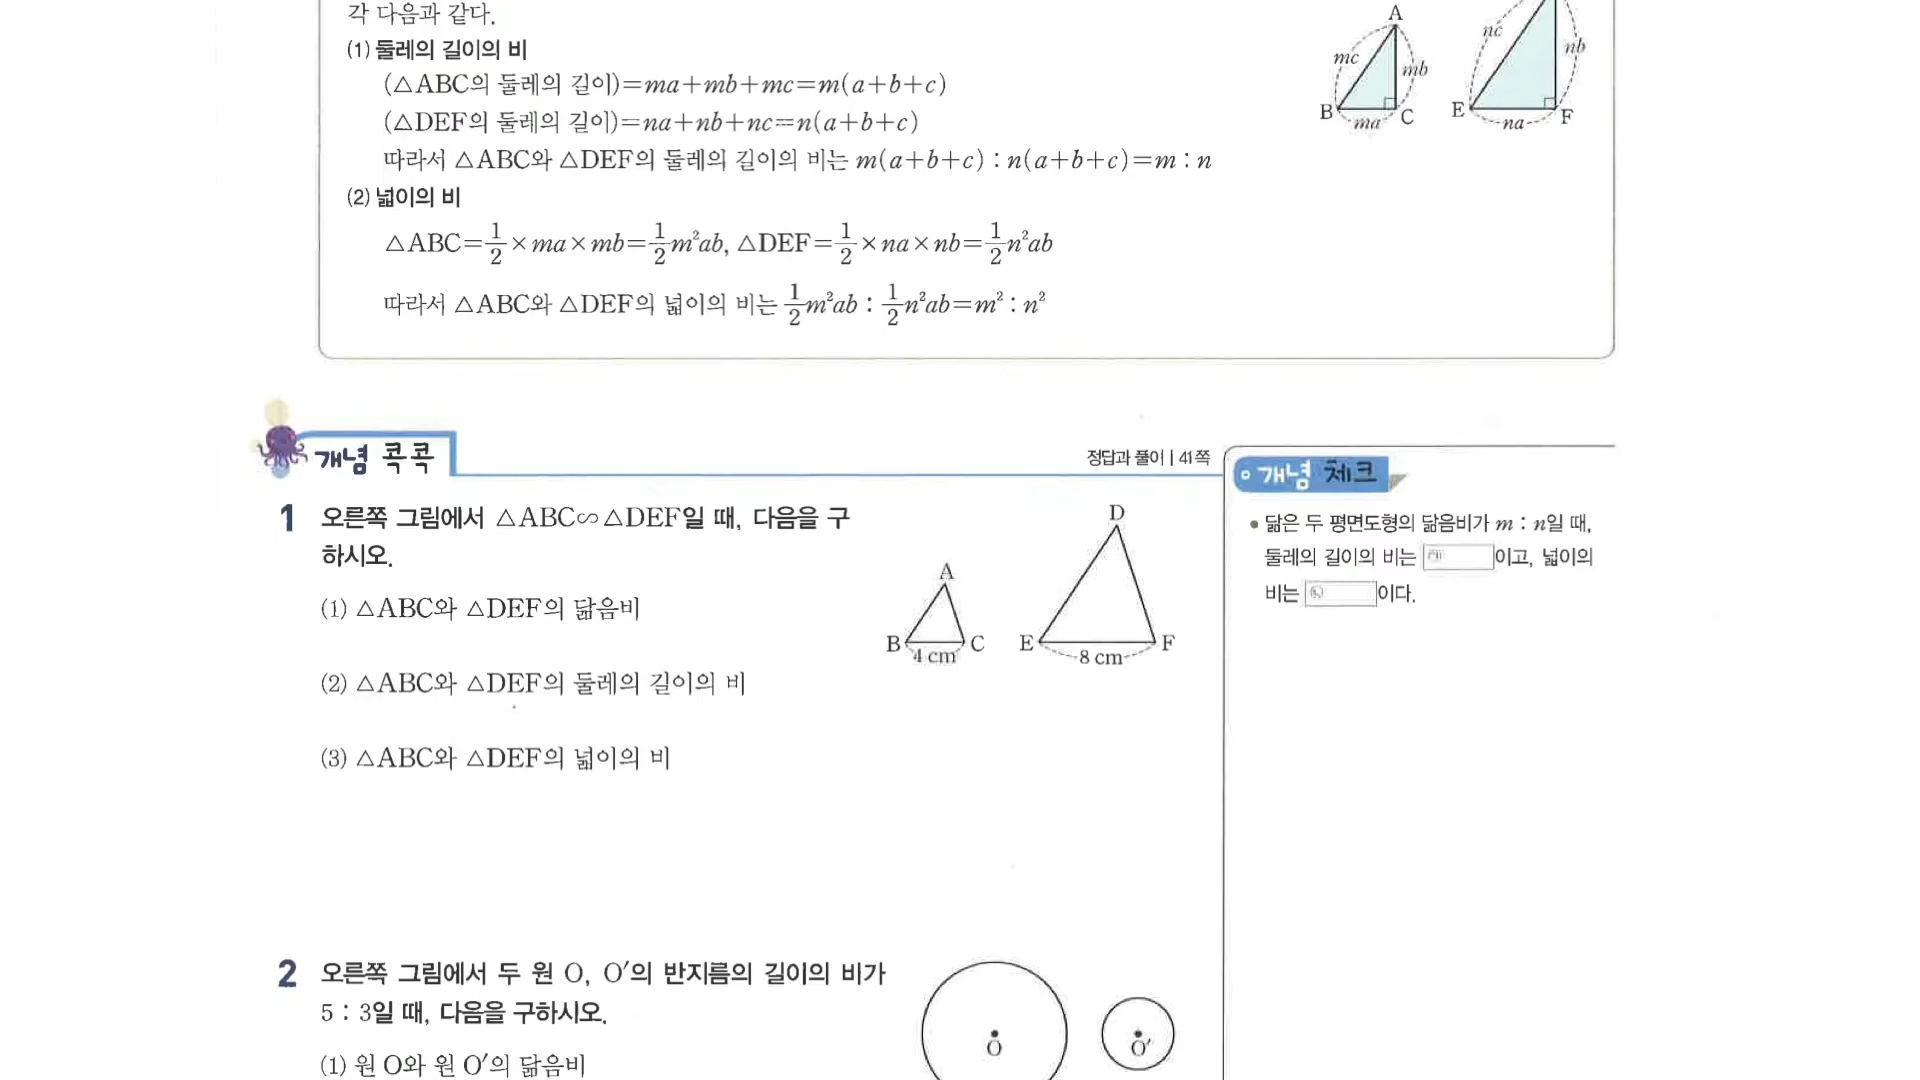 각 다음과 같다.
(1) 둘레의 길이의 비
(△ABC의 둘레의 길이)=ma+mb+mc=m(a+b+c)
(△DEF의 둘레의 길이)=na+nb+nc=n(a+b+c)
따라서 △ABC와 △DEF의 둘레의 길이의 비는 m(a+b+c) : n(a+b+c)=m : n
(2) 넓이의 비
△ABC=1/2×ma×mb=1/2m²ab, △DEF=1/2×na×nb=1/2n²ab
따라서 △ABC와 △DEF의 넓이의 비는 1/2m²ab : 1/2n²ab=m² : n²
A
mc
mb
B
ma
C
nc
nb
E
na
F
개념 콕콕
정답과 풀이 | 41쪽
1 오른쪽 그림에서 △ABC∽△DEF일 때, 다음을 구
하시오.
(1) △ABC와 △DEF의 닮음비
(2) △ABC와 △DEF의 둘레의 길이의 비
(3) △ABC와 △DEF의 넓이의 비
A
B
C
4 cm
D
E
F
8 cm
개념 체크
• 닮은 두 평면도형의 닮음비가 m : n일 때,
둘레의 길이의 비는 이고, 넓이의
비는 이다.
2 오른쪽 그림에서 두 원 O, O′의 반지름의 길이의 비가
5 : 3일 때, 다음을 구하시오.
(1) 원 O와 원 O′의 닮음비
O
O′